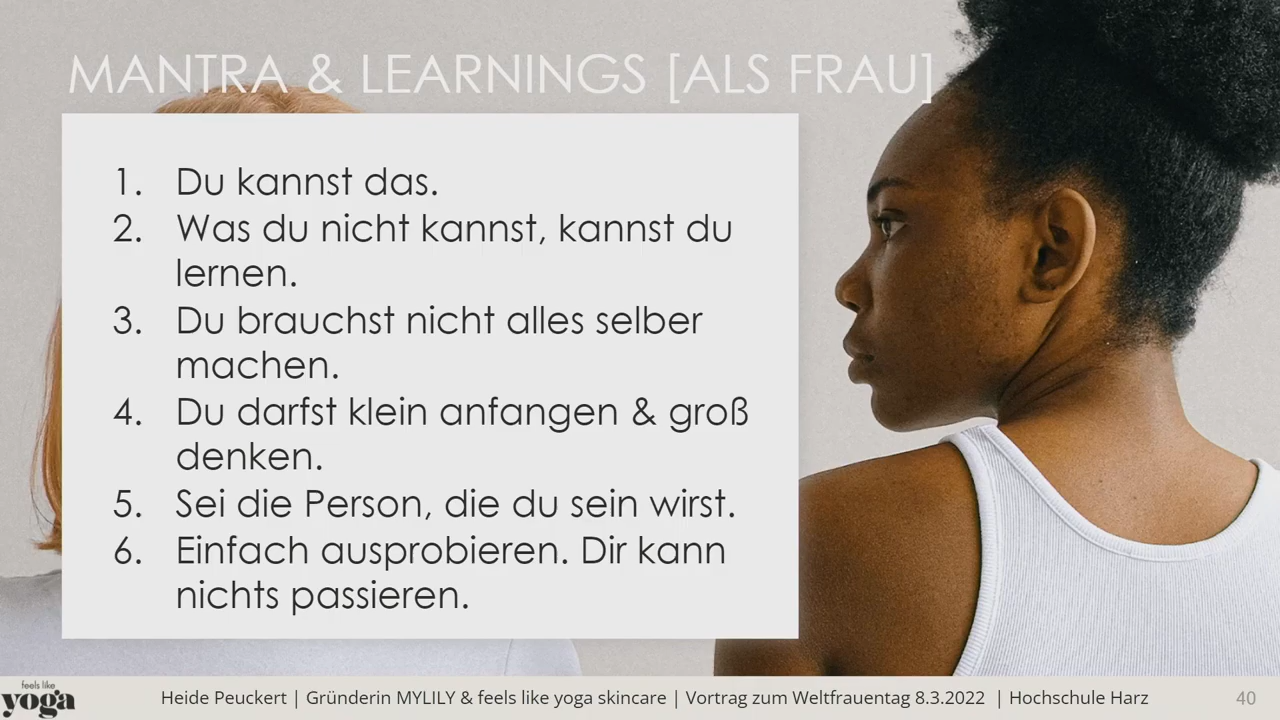 MANTRA & LEARNINGS [ALS FRAU]
1. Du kannst das.
2. Was du nicht kannst, kannst du
lernen.
3. Du brauchst nicht alles selber
machen.
4. Du darfst klein anfangen & groß
denken.
5. Sei die Person, die du sein wirst.
6. Einfach ausprobieren. Dir kann
nichts passieren.
feels like
yoga
Heide Peuckert | Gründerin MYLILY & feels like yoga skincare | Vortrag zum Weltfrauentag 8.3.2022 | Hochschule Harz
40